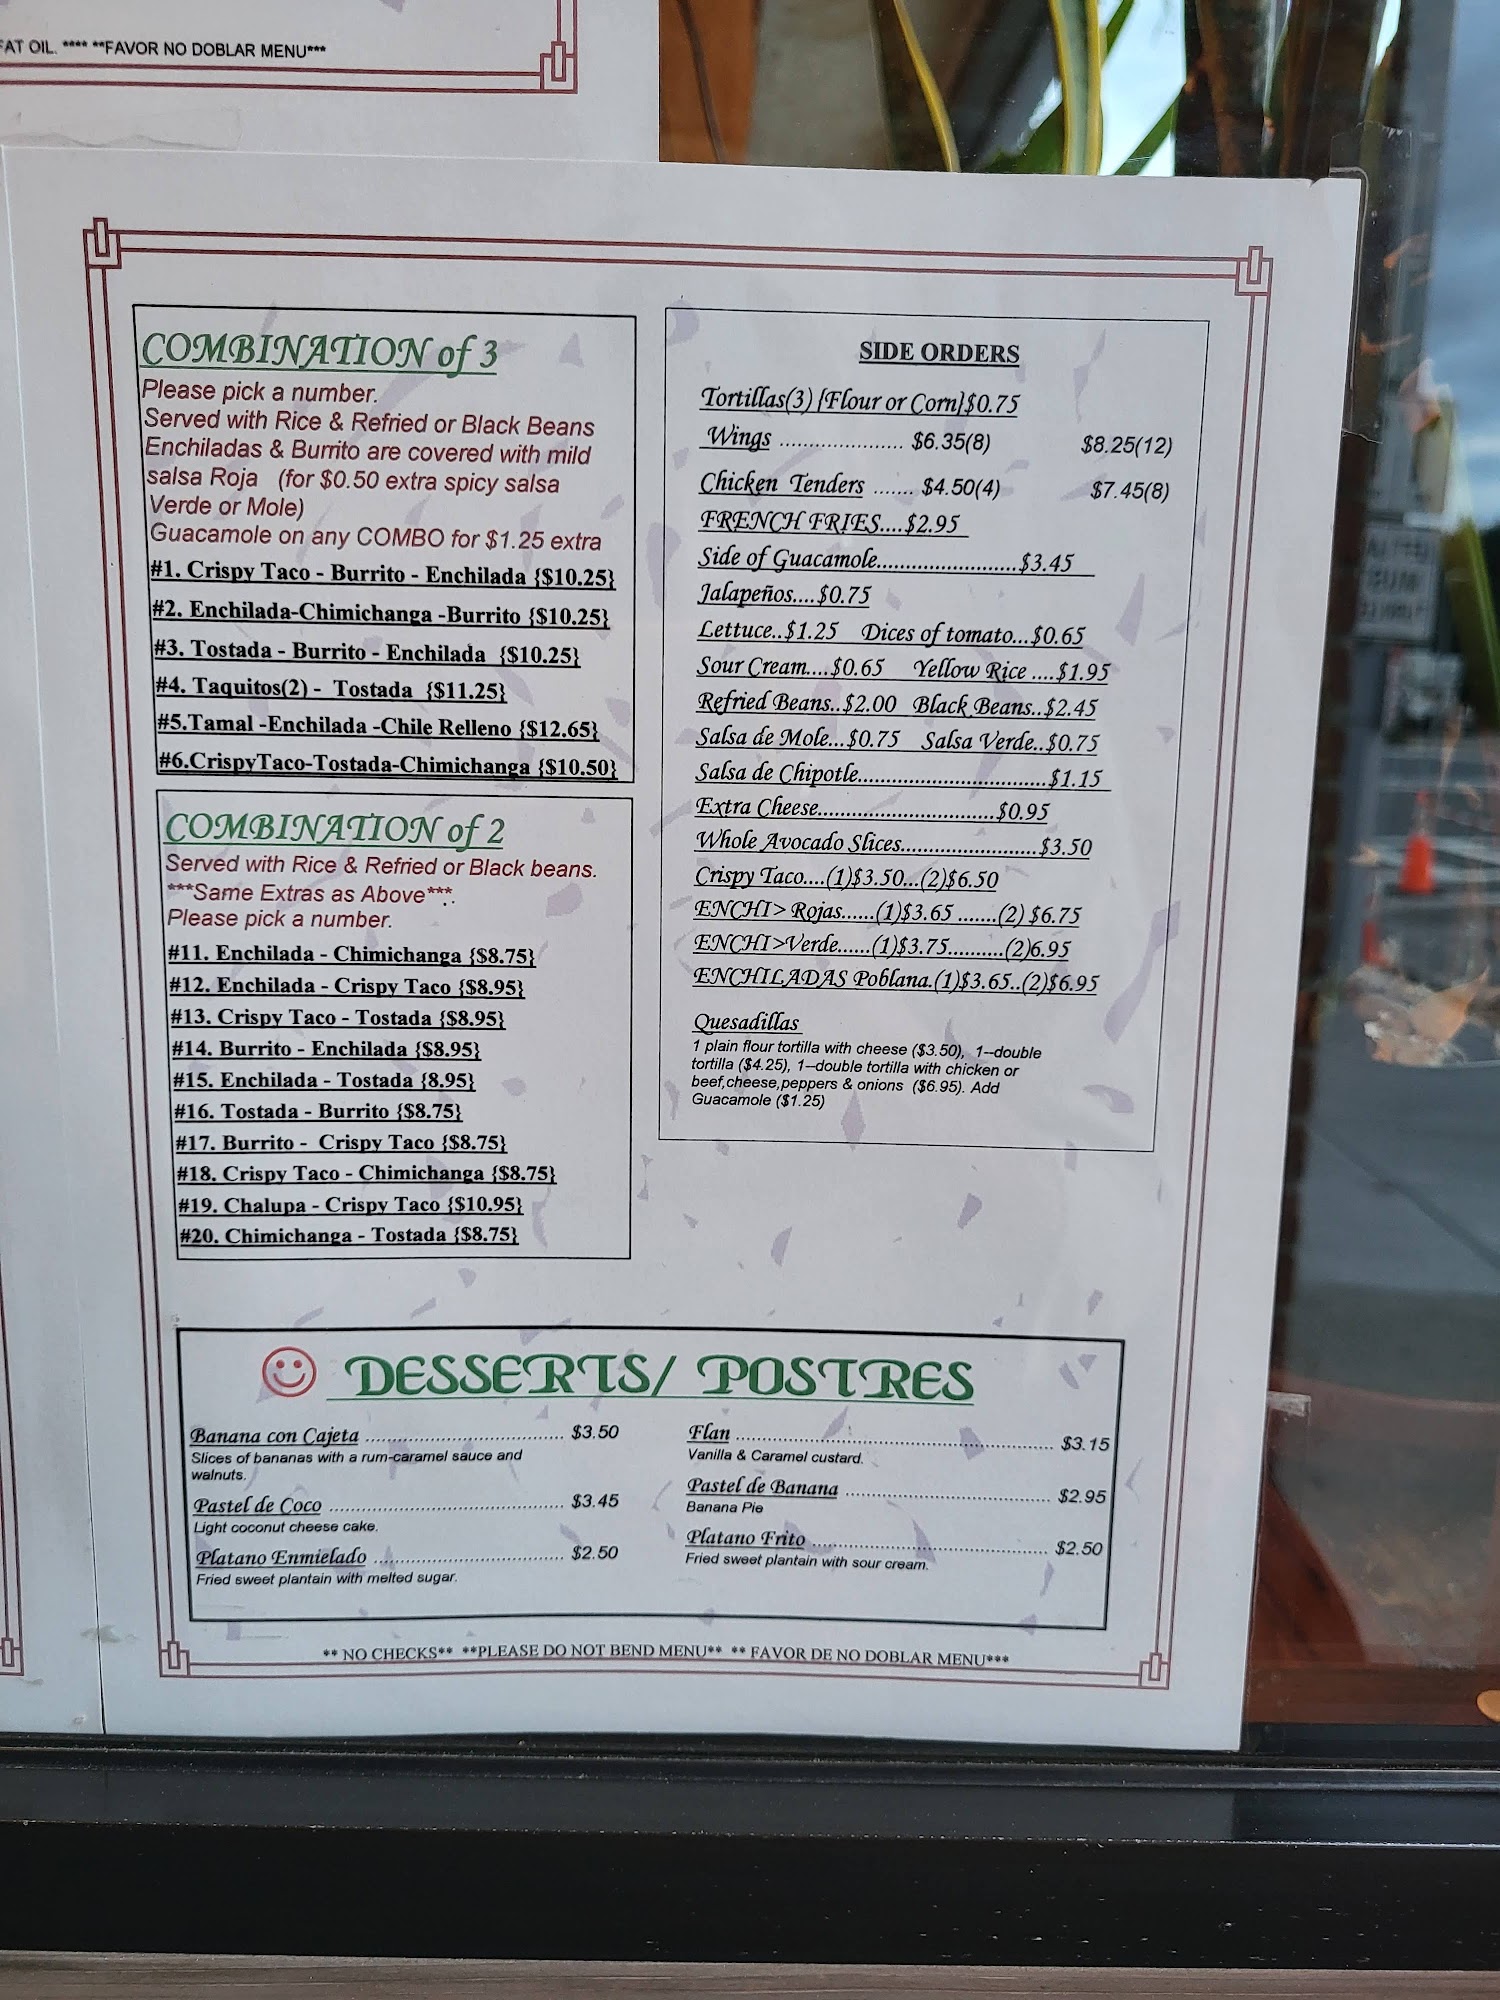 FAT OIL. **** **FAVOR NO DOBLAR MENU***
COMBINATION of 3
Please pick a number.
Served with Rice & Refried or Black Beans
Enchiladas & Burrito are covered with mild
salsa Roja (for $0.50 extra spicy salsa
Verde or Mole)
Guacamole on any COMBO for $1.25 extra
#1. Crispy Taco - Burrito - Enchilada {$10.25}
#2. Enchilada-Chimichanga -Burrito {$10.25}
#3. Tostada - Burrito - Enchilada {$10.25}
#4. Taquitos(2) - Tostada {$11.25}
#5.Tamal -Enchilada -Chile Relleno {$12.65}
#6.CrispyTaco-Tostada-Chimichanga {$10.50}
COMBINATION of 2
Served with Rice & Refried or Black beans.
***Same Extras as Above***.
Please pick a number.
#11. Enchilada - Chimichanga {$8.75}
#12. Enchilada - Crispy Taco {$8.95}
#13. Crispy Taco - Tostada {$8.95}
#14. Burrito - Enchilada {$8.95}
#15. Enchilada - Tostada {8.95}
#16. Tostada - Burrito {$8.75}
#17. Burrito - Crispy Taco {$8.75}
#18. Crispy Taco - Chimichanga {$8.75}
#19. Chalupa - Crispy Taco {$10.95}
#20. Chimichanga - Tostada {$8.75}
SIDE ORDERS
Tortillas(3) [Flour or Corn]$0.75
Wings ..................... $6.35(8) $8.25(12)
Chicken Tenders ....... $4.50(4) $7.45(8)
FRENCH FRIES....$2.95
Side of Guacamole........................$3.45
Jalapeños....$0.75
Lettuce..$1.25 Dices of tomato...$0.65
Sour Cream....$0.65 Yellow Rice ....$1.95
Refried Beans..$2.00 Black Beans..$2.45
Salsa de Mole...$0.75 Salsa Verde..$0.75
Salsa de Chipotle................................$1.15
Extra Cheese..............................$0.95
Whole Avocado Slices.......................$3.50
Crispy Taco....(1)$3.50...(2)$6.50
ENCHI> Rojas......(1)$3.65 .......(2) $6.75
ENCHI>Verde......(1)$3.75..........(2)6.95
ENCHILADAS Poblana.(1)$3.65..(2)$6.95
Quesadillas
1 plain flour tortilla with cheese ($3.50), 1--double
tortilla ($4.25), 1--double tortilla with chicken or
beef,cheese,peppers & onions ($6.95). Add
Guacamole ($1.25)
DESSERTS/ POSTRES
Banana con Cajeta .................................... $3.50
Slices of bananas with a rum-caramel sauce and
walnuts.
Pastel de Coco ........................................... $3.45
Light coconut cheese cake.
Platano Enmielado ................................... $2.50
Fried sweet plantain with melted sugar.
Flan .......................................................... $3.15
Vanilla & Caramel custard.
Pastel de Banana ..................................... $2.95
Banana Pie
Platano Frito ........................................... $2.50
Fried sweet plantain with sour cream.
** NO CHECKS** **PLEASE DO NOT BEND MENU** ** FAVOR DE NO DOBLAR MENU***